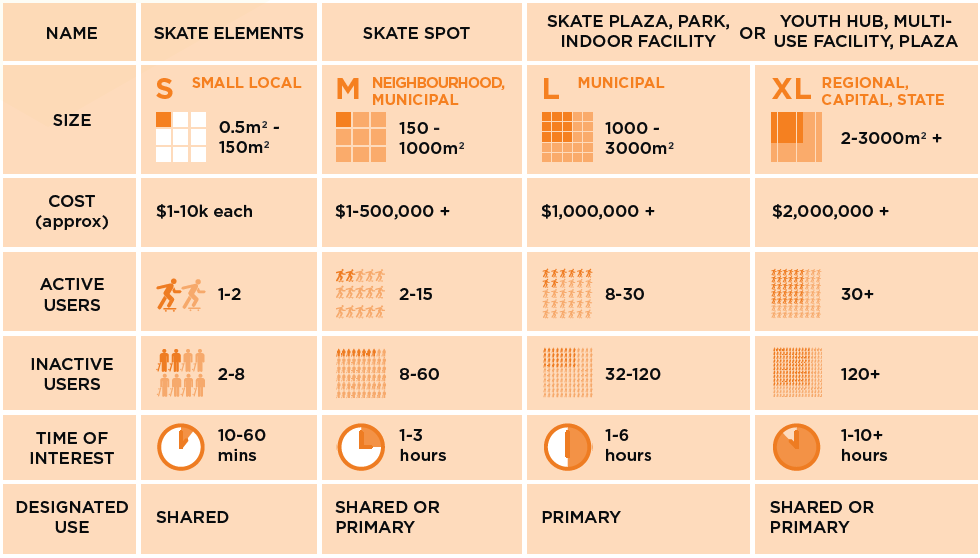 NAME
SKATE ELEMENTS
SKATE SPOT
SKATE PLAZA, PARK,
INDOOR FACILITY
OR
YOUTH HUB, MULTI-
USE FACILITY, PLAZA
SIZE
S SMALL LOCAL
0.5m² -
150m²
M NEIGHBOURHOOD,
MUNICIPAL
150 -
1000m²
L MUNICIPAL
1000 -
3000m²
XL REGIONAL,
CAPITAL, STATE
2-3000m² +
COST
(approx)
$1-10k each
$1-500,000 +
$1,000,000 +
$2,000,000 +
ACTIVE
USERS
1-2
2-15
8-30
30+
INACTIVE
USERS
2-8
8-60
32-120
120+
TIME OF
INTEREST
10-60
mins
1-3
hours
1-6
hours
1-10+
hours
DESIGNATED
USE
SHARED
SHARED OR
PRIMARY
PRIMARY
SHARED OR
PRIMARY